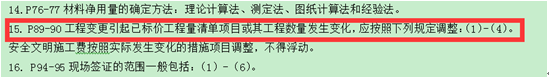 14.P76-77 材料净用量的确定方法：理论计算法、测定法、图纸计算法和经验法。
15. P89-90 工程变更引起已标价工程量清单项目或其工程数量发生变化，应按照下列规定调整：(1)-(4)。
安全文明施工费按照实际发生变化的措施项目调整，不得浮动。
16. P94-95 现场签证的范围一般包括：(1) - (6)。